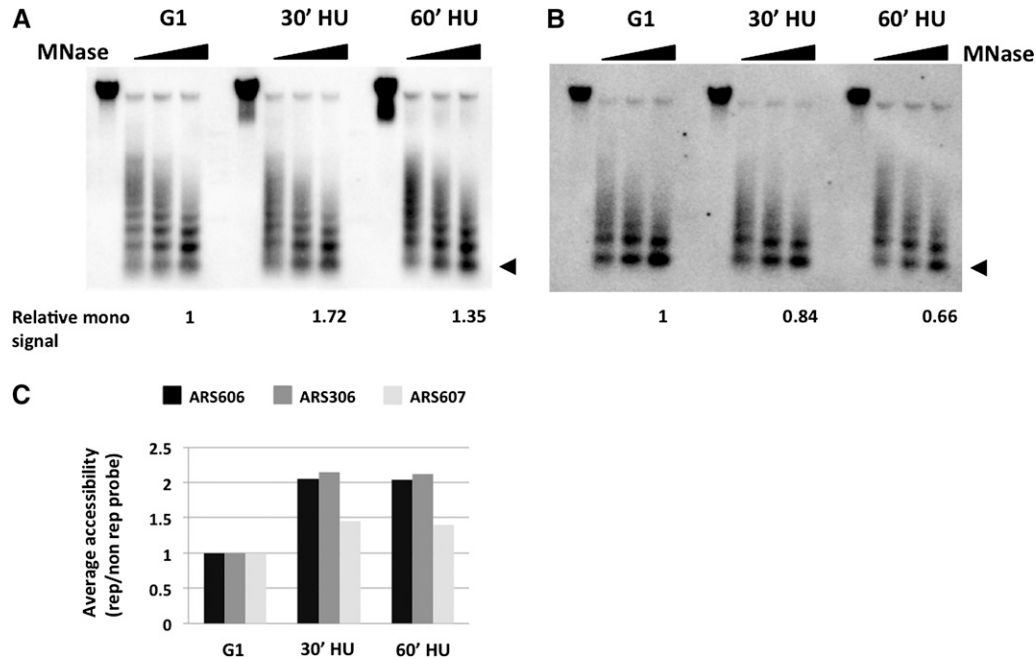 A
G1 30' HU 60' HU
MNase
Relative mono signal 1 1.72 1.35
B
G1 30' HU 60' HU
MNase
1 0.84 0.66
C
ARS606 ARS306 ARS607
Average accessibility
(rep/non rep probe)
2.5
2
1.5
1
0.5
0
G1 30' HU 60' HU